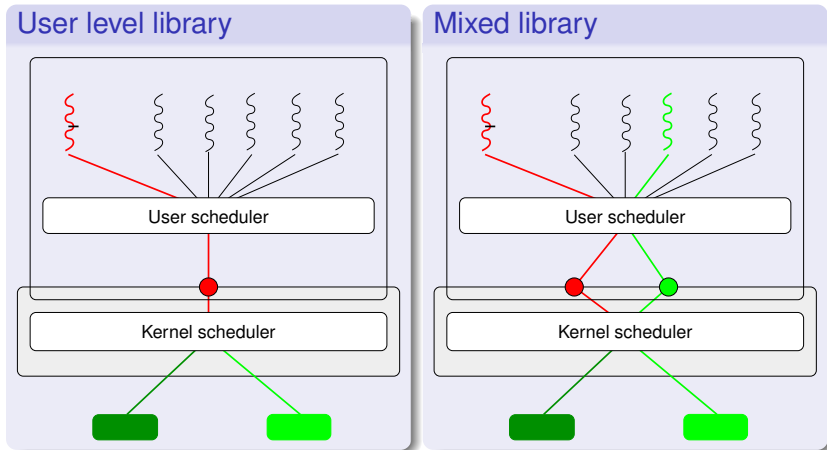 User level library
User scheduler
Kernel scheduler
Mixed library
User scheduler
Kernel scheduler